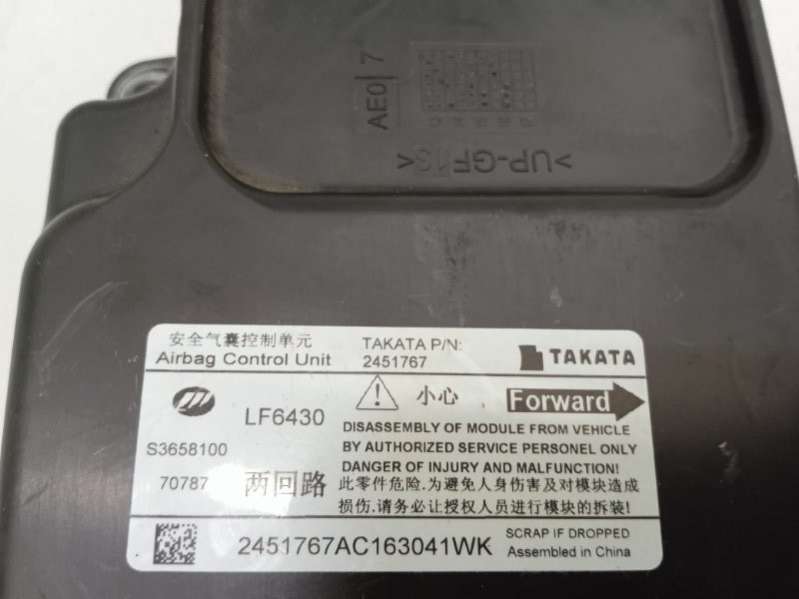 AE0 7
>UP-GF13<
安全气囊控制单元
Airbag Control Unit
TAKATA P/N:
2451767
TAKATA
LF6430
S3658100
70787
两回路
小心
Forward
DISASSEMBLY OF MODULE FROM VEHICLE
BY AUTHORIZED SERVICE PERSONEL ONLY
DANGER OF INJURY AND MALFUNCTION!
此零件危险.为避免人身伤害及对模块造成
损伤.请务必让授权人员进行模块的拆装!
2451767AC163041WK
SCRAP IF DROPPED
Assembled in China